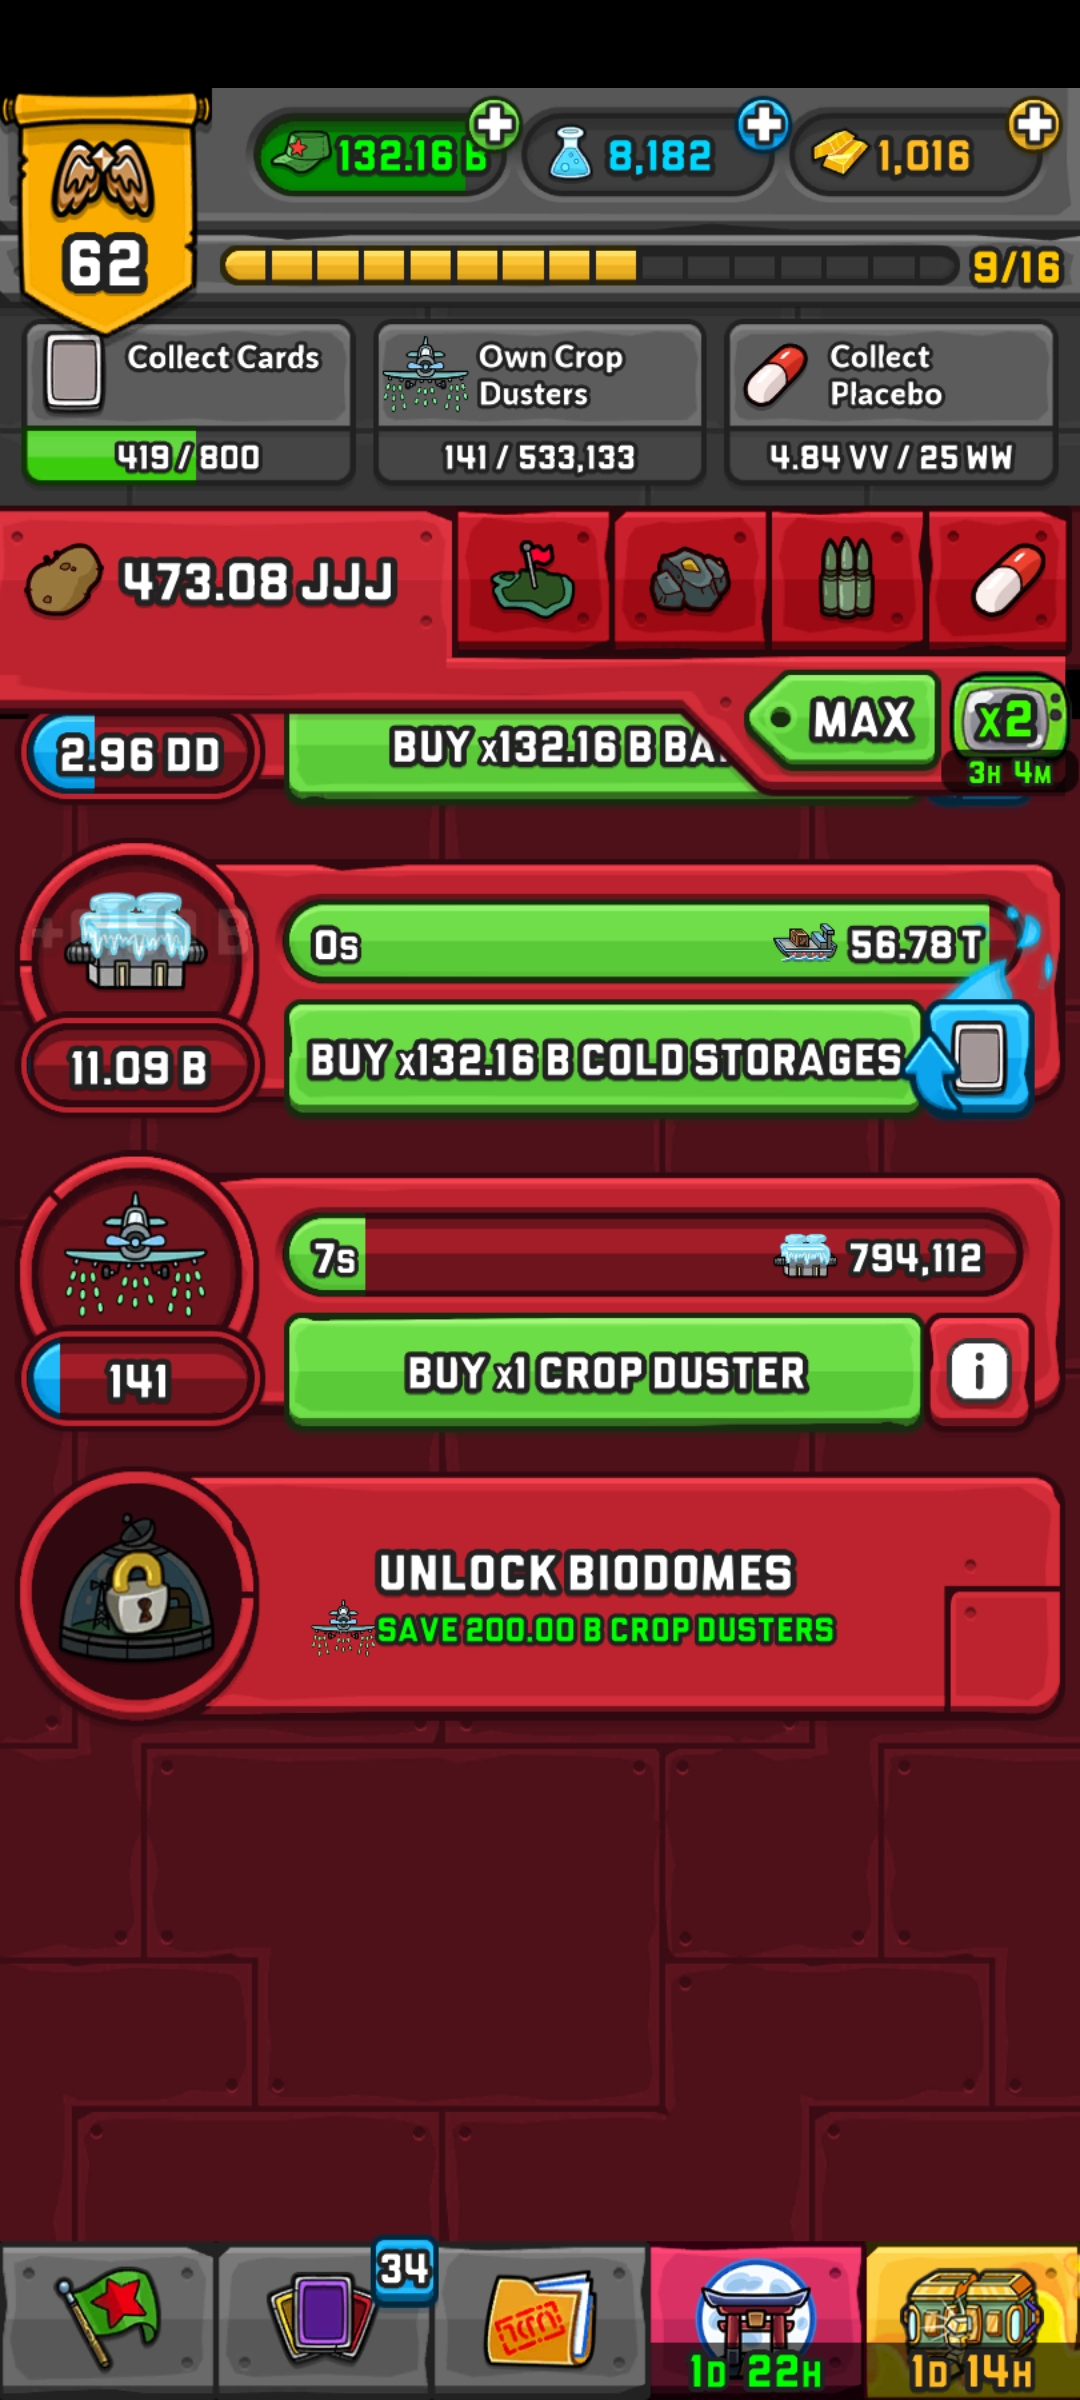 132.16 B
8,182
1,016
62
9/16
Collect Cards
419 / 800
Own Crop
Dusters
141 / 533,133
Collect
Placebo
4.84 VV / 25 WW
473.08 JJJ
MAX
x2
3H 4M
2.96 DD
BUY x132.16 B BA
0s
56.78 T
11.09 B
BUY x132.16 B COLD STORAGES
7s
794,112
141
BUY x1 CROP DUSTER
i
UNLOCK BIODOMES
SAVE 200.00 B CROP DUSTERS
34
1D 22H
1D 14H